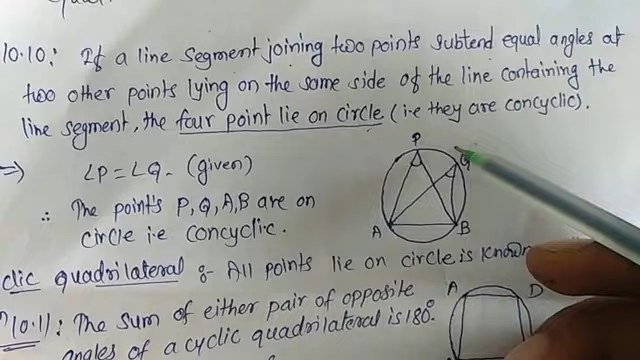 10.10: If a line segment joining two points subtend equal angles at
two other points lying on the same side of the line containing the
line segment, the four point lie on circle (i.e they are concyclic).
⇒ ∠P = ∠Q - (given)
∴ The point's P, Q, A, B are on
circle i.e concyclic.
P
Q
A
B
clic quadrilateral :- All points lie on circle is known
10.11: The sum of either pair of opposite
angles of a cyclic quadrilateral is 180°.
A
D